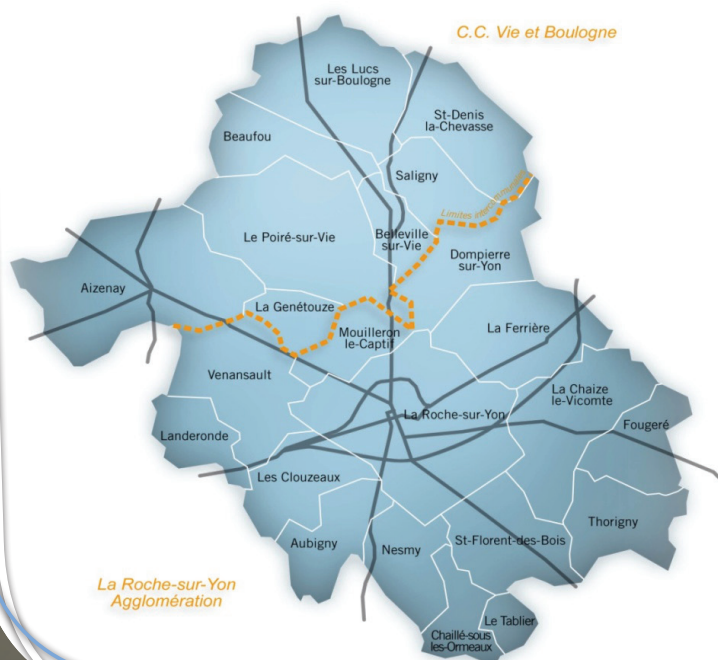 C.C. Vie et Boulogne
Les Lucs
sur-Boulogne
St-Denis
la-Chevasse
Beaufou
Saligny
Limites intercommunales
Le Poiré-sur-Vie
Belleville
sur-Vie
Dompierre
sur-Yon
Aizenay
La Genétouze
Mouilleron
le-Captif
La Ferrière
Venansault
La Chaize
le-Vicomte
La Roche-sur-Yon
Fougeré
Landeronde
Les Clouzeaux
Thorigny
Aubigny
Nesmy
St-Florent-des-Bois
La Roche-sur-Yon
Agglomération
Le Tablier
Chaillé-sous
les-Ormeaux